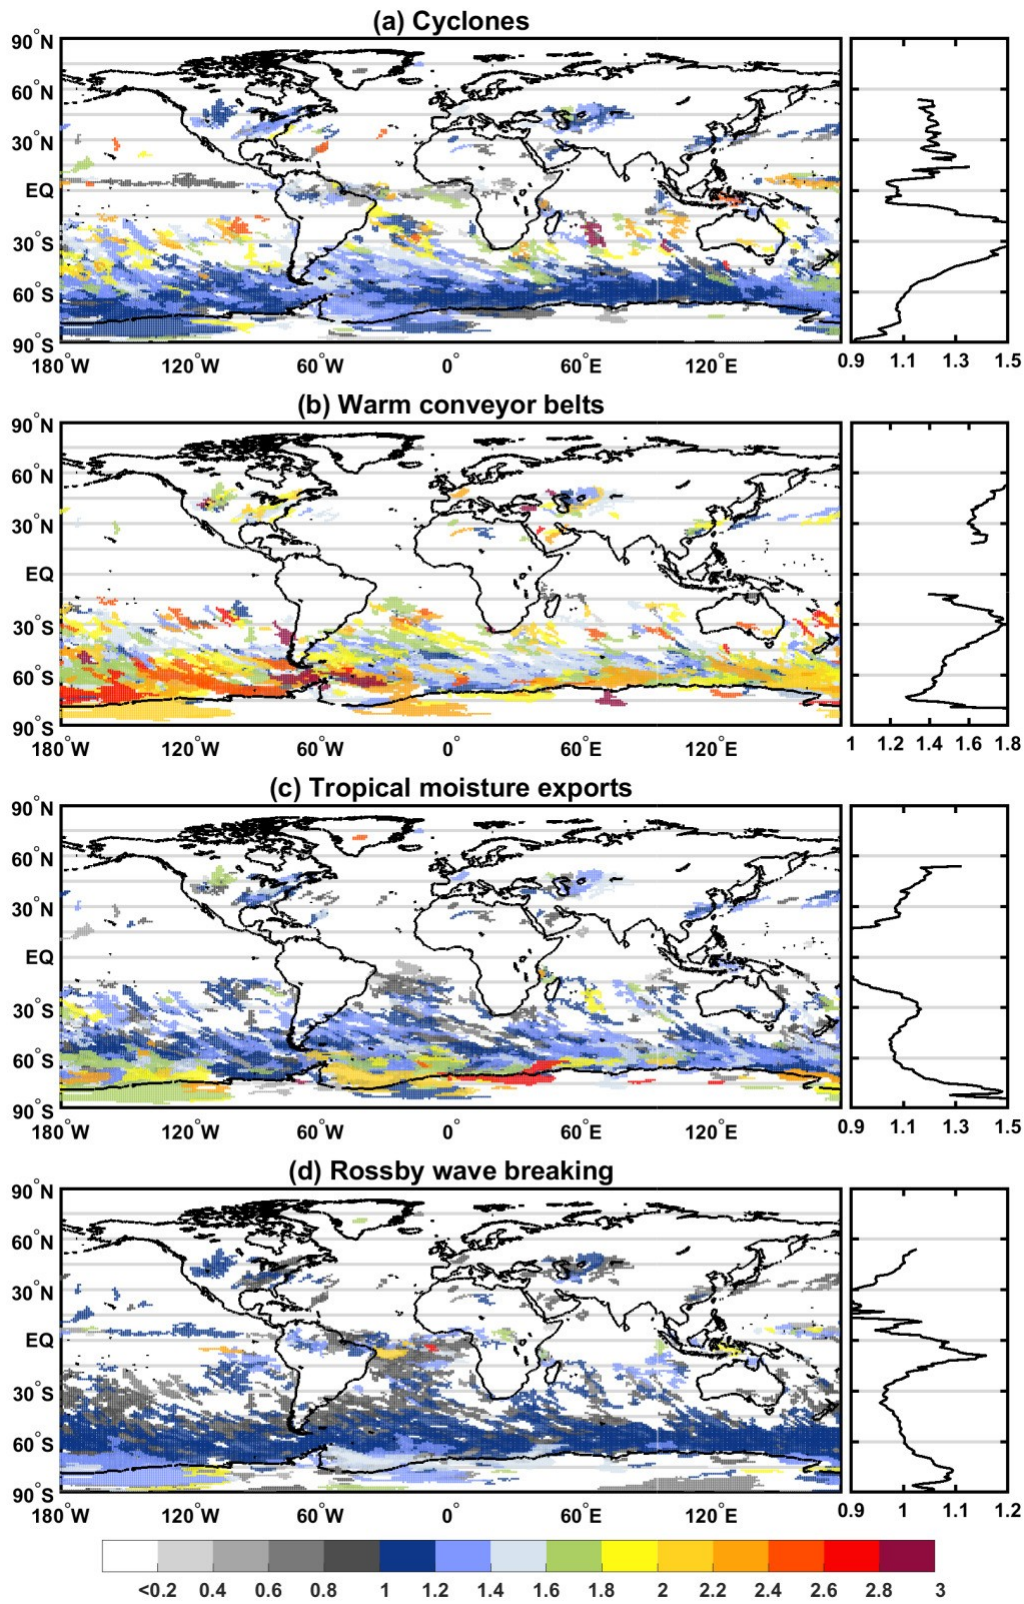 (a) Cyclones
90°N
60°N
30°N
EQ
30°S
60°S
90°S
180°W 120°W 60°W 0° 60°E 120°E 0.9 1.1 1.3 1.5
(b) Warm conveyor belts
90°N
60°N
30°N
EQ
30°S
60°S
90°S
180°W 120°W 60°W 0° 60°E 120°E 1 1.2 1.4 1.6 1.8
(c) Tropical moisture exports
90°N
60°N
30°N
EQ
30°S
60°S
90°S
180°W 120°W 60°W 0° 60°E 120°E 0.9 1.1 1.3 1.5
(d) Rossby wave breaking
90°N
60°N
30°N
EQ
30°S
60°S
90°S
180°W 120°W 60°W 0° 60°E 120°E 0.9 1 1.1 1.2
<0.2 0.4 0.6 0.8 1 1.2 1.4 1.6 1.8 2 2.2 2.4 2.6 2.8 3